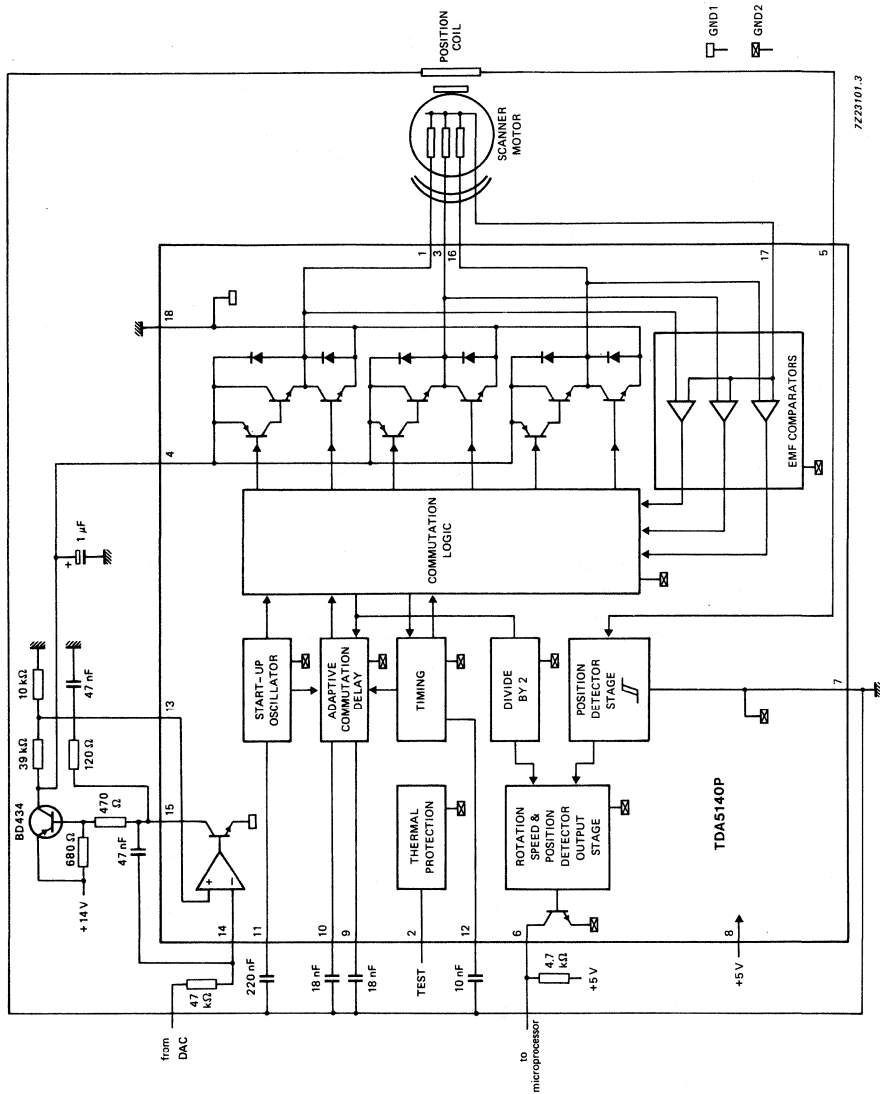 POSITION
COIL
GND1
GND2
7Z23101.3
SCANNER
MOTOR
1
3
16
17
5
18
4
EMF COMPARATORS
1 µF
+
COMMUTATION
LOGIC
10 kΩ
47 nF
13
39 kΩ
120 Ω
START-UP
OSCILLATOR
ADAPTIVE
COMMUTATION
DELAY
TIMING
DIVIDE
BY 2
POSITION
DETECTOR
STAGE
7
BD434
470
Ω
15
680 Ω
47 nF
+14 V
+
−
THERMAL
PROTECTION
ROTATION
SPEED &
POSITION
DETECTOR
OUTPUT
STAGE
TDA5140P
14
11
10
9
2
12
6
8
47
kΩ
220 nF
18 nF
18 nF
TEST
10 nF
4.7
kΩ
+5 V
+5 V
from
DAC
to
microprocessor